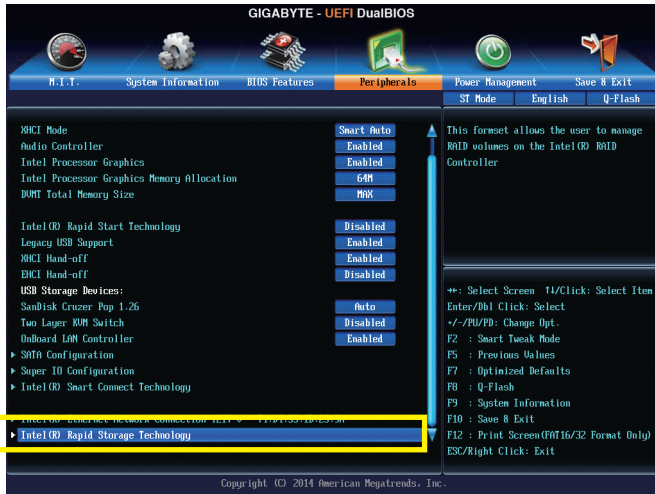 GIGABYTE - UEFI DualBIOS
M.I.T. System Information BIOS Features Peripherals Power Management Save & Exit
ST Mode English Q-Flash
XHCI Mode Smart Auto
Audio Controller Enabled
Intel Processor Graphics Enabled
Intel Processor Graphics Memory Allocation 64M
DVMT Total Memory Size MAX
Intel(R) Rapid Start Technology Disabled
Legacy USB Support Enabled
XHCI Hand-off Enabled
EHCI Hand-off Disabled
USB Storage Devices:
SanDisk Cruzer Pop 1.26 Auto
Two Layer KVM Switch Disabled
OnBoard LAN Controller Enabled
SATA Configuration
Super IO Configuration
Intel(R) Smart Connect Technology
Intel(R) Ethernet Network Connection
Intel(R) Rapid Storage Technology
This formset allows the user to manage
RAID volumes on the Intel(R) RAID
Controller
→←: Select Screen ↑↓/Click: Select Item
Enter/Dbl Click: Select
+/-/PU/PD: Change Opt.
F2 : Smart Tweak Mode
F5 : Previous Values
F7 : Optimized Defaults
F8 : Q-Flash
F9 : System Information
F10 : Save & Exit
F12 : Print Screen(FAT16/32 Format Only)
ESC/Right Click: Exit
Copyright (C) 2014 American Megatrends, Inc.